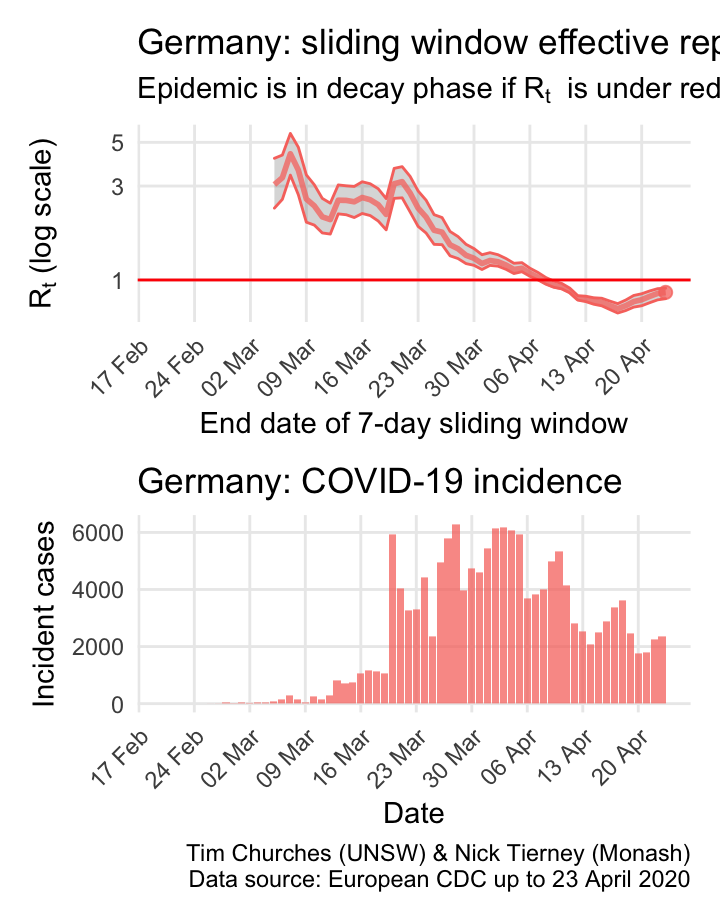 Germany: sliding window effective rep
Epidemic is in decay phase if Rt is under red
Rt (log scale)
5
3
1
17 Feb
24 Feb
02 Mar
09 Mar
16 Mar
23 Mar
30 Mar
06 Apr
13 Apr
20 Apr
End date of 7-day sliding window
Germany: COVID-19 incidence
Incident cases
6000
4000
2000
0
17 Feb
24 Feb
02 Mar
09 Mar
16 Mar
23 Mar
30 Mar
06 Apr
13 Apr
20 Apr
Date
Tim Churches (UNSW) & Nick Tierney (Monash)
Data source: European CDC up to 23 April 2020